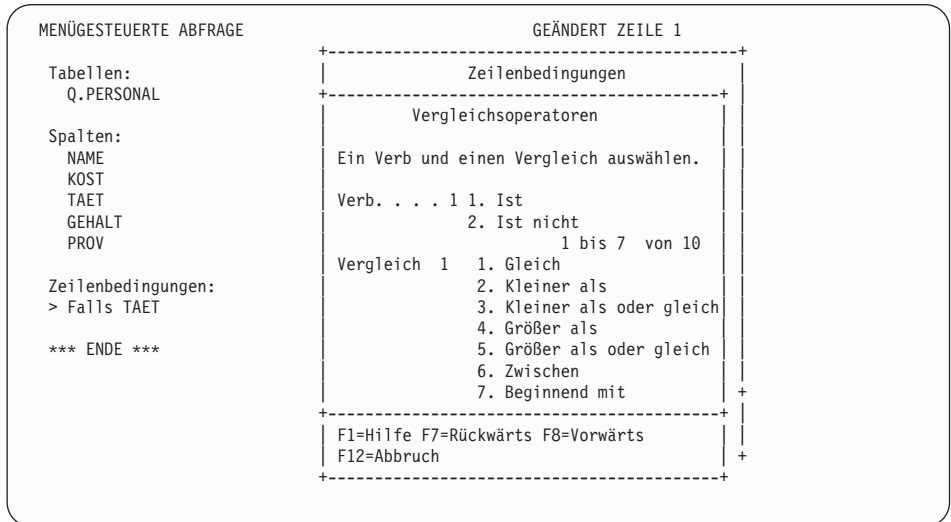 MENÜGESTEUERTE ABFRAGE GEÄNDERT ZEILE 1
Tabellen: Zeilenbedingungen
Q.PERSONAL
Vergleichsoperatoren
Spalten:
NAME Ein Verb und einen Vergleich auswählen.
KOST
TAET Verb. . . . 1 1. Ist
GEHALT 2. Ist nicht
PROV 1 bis 7 von 10
Vergleich 1 1. Gleich
Zeilenbedingungen: 2. Kleiner als
> Falls TAET 3. Kleiner als oder gleich
4. Größer als
*** ENDE *** 5. Größer als oder gleich
6. Zwischen
7. Beginnend mit
F1=Hilfe F7=Rückwärts F8=Vorwärts
F12=Abbruch